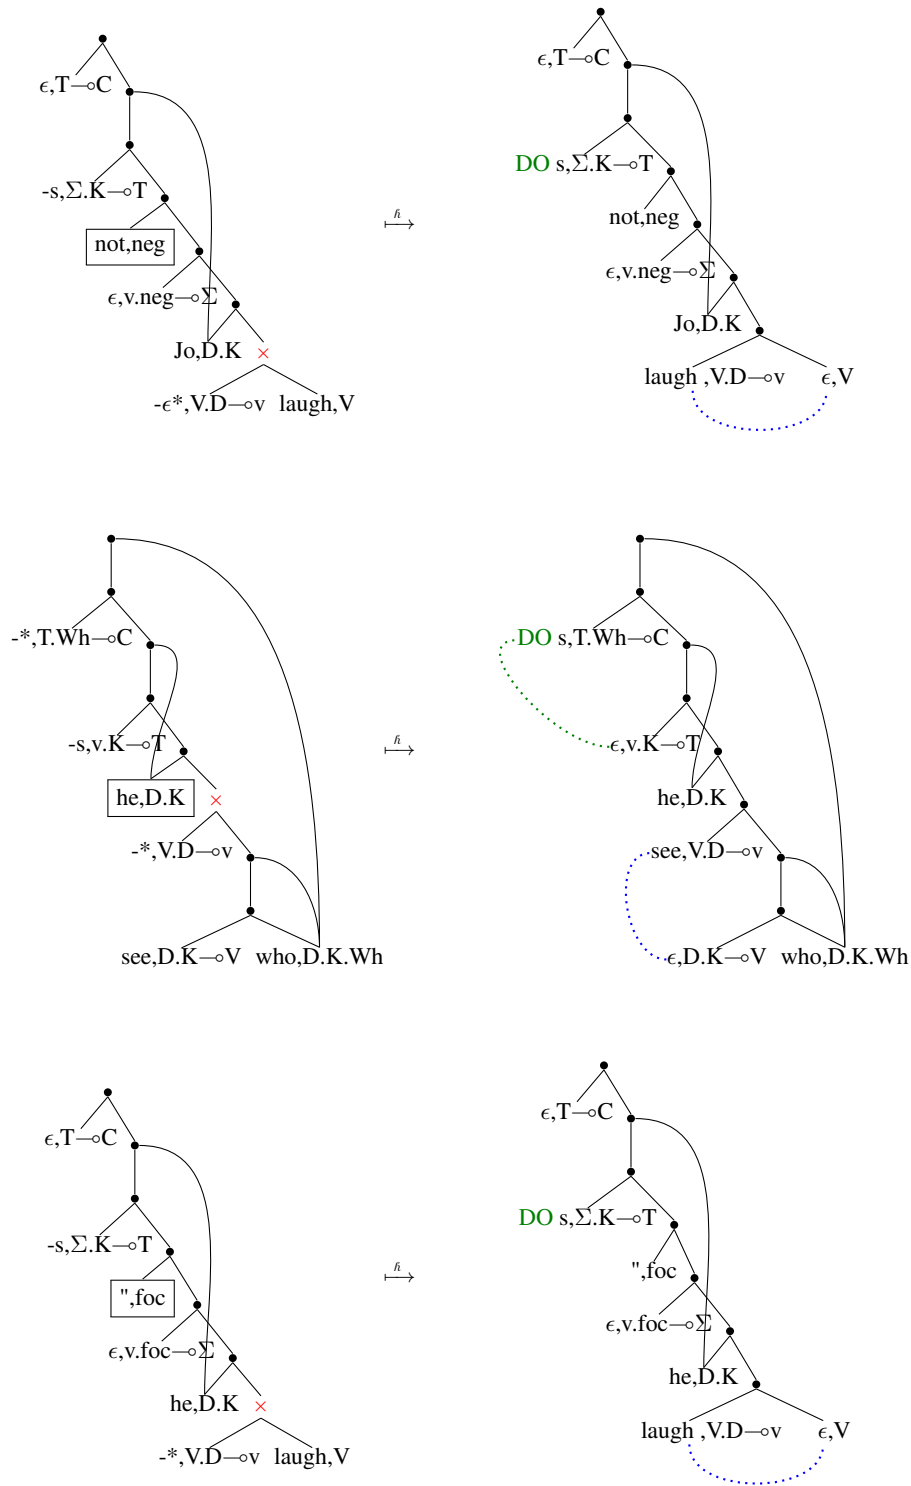 ϵ,T⊸C
-s,Σ.K⊸T
not,neg
ϵ,v.neg⊸Σ
Jo,D.K
×
-ϵ*,V.D⊸v laugh,V
ℏ
⟼
ϵ,T⊸C
DO s,Σ.K⊸T
not,neg
ϵ,v.neg⊸Σ
Jo,D.K
laugh ,V.D⊸v ϵ,V
-*,T.Wh⊸C
-s,v.K⊸T
he,D.K
×
-*,V.D⊸v
see,D.K⊸V who,D.K.Wh
ℏ
⟼
DO s,T.Wh⊸C
ϵ,v.K⊸T
he,D.K
see,V.D⊸v
ϵ,D.K⊸V who,D.K.Wh
ϵ,T⊸C
-s,Σ.K⊸T
",foc
ϵ,v.foc⊸Σ
he,D.K
×
-*,V.D⊸v laugh,V
ℏ
⟼
ϵ,T⊸C
DO s,Σ.K⊸T
",foc
ϵ,v.foc⊸Σ
he,D.K
laugh ,V.D⊸v ϵ,V